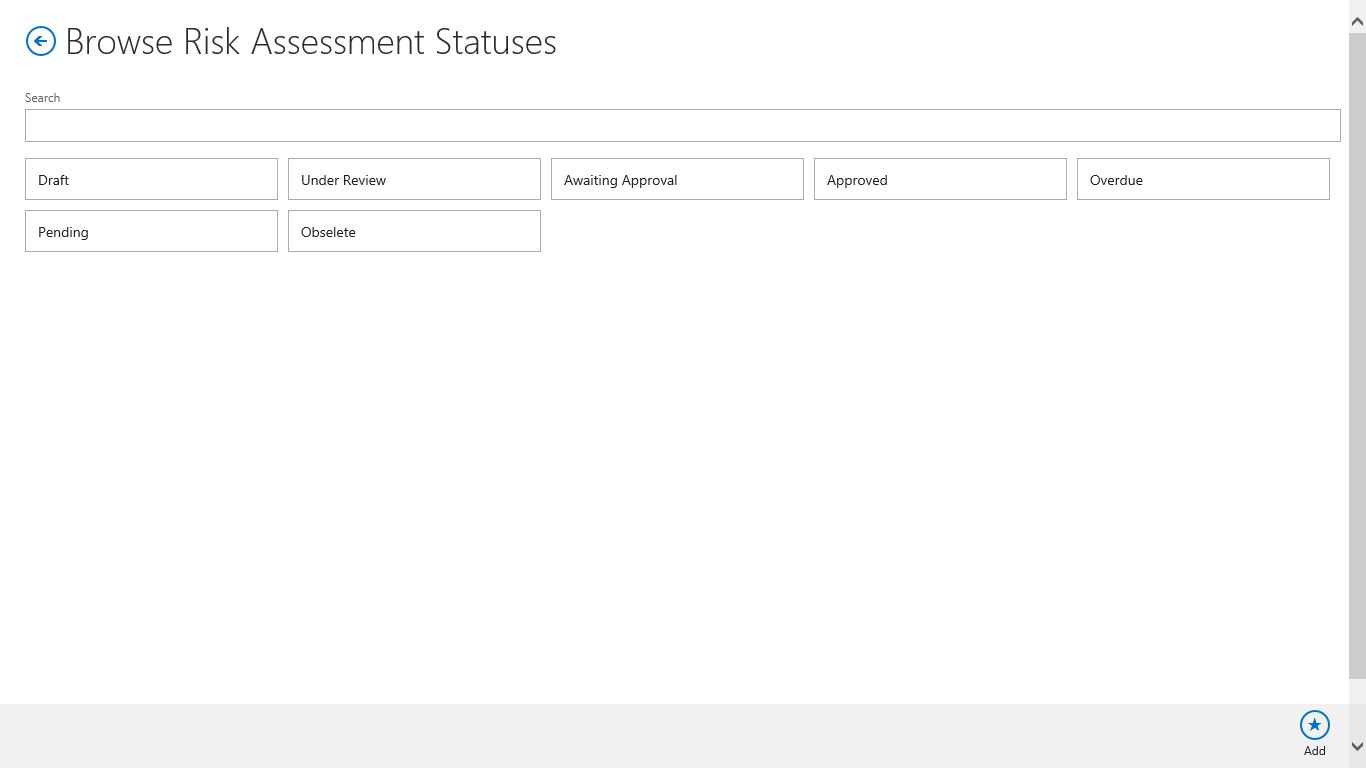 Browse Risk Assessment Statuses
Search
Draft
Under Review
Awaiting Approval
Approved
Overdue
Pending
Obselete
Add